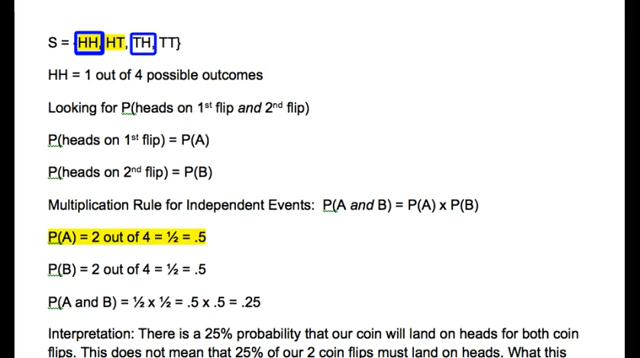 S = {HH, HT, TH, TT}
HH = 1 out of 4 possible outcomes
Looking for P(heads on 1st flip and 2nd flip)
P(heads on 1st flip) = P(A)
P(heads on 2nd flip) = P(B)
Multiplication Rule for Independent Events:  P(A and B) = P(A) x P(B)
P(A) = 2 out of 4 = ½ = .5
P(B) = 2 out of 4 = ½ = .5
P(A and B) = ½ x ½ = .5 x .5 = .25
Interpretation: There is a 25% probability that our coin will land on heads for both coin
flips. This does not mean that 25% of our 2 coin flips must land on heads. What this